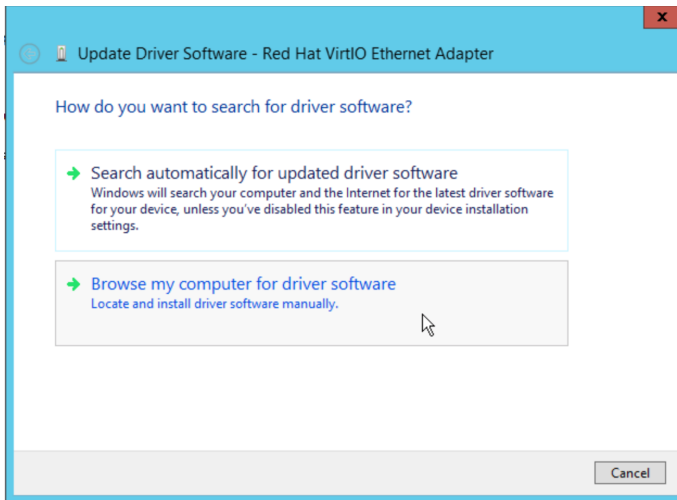 x
Update Driver Software - Red Hat VirtIO Ethernet Adapter
How do you want to search for driver software?
Search automatically for updated driver software
Windows will search your computer and the Internet for the latest driver software
for your device, unless you've disabled this feature in your device installation
settings.
Browse my computer for driver software
Locate and install driver software manually.
Cancel